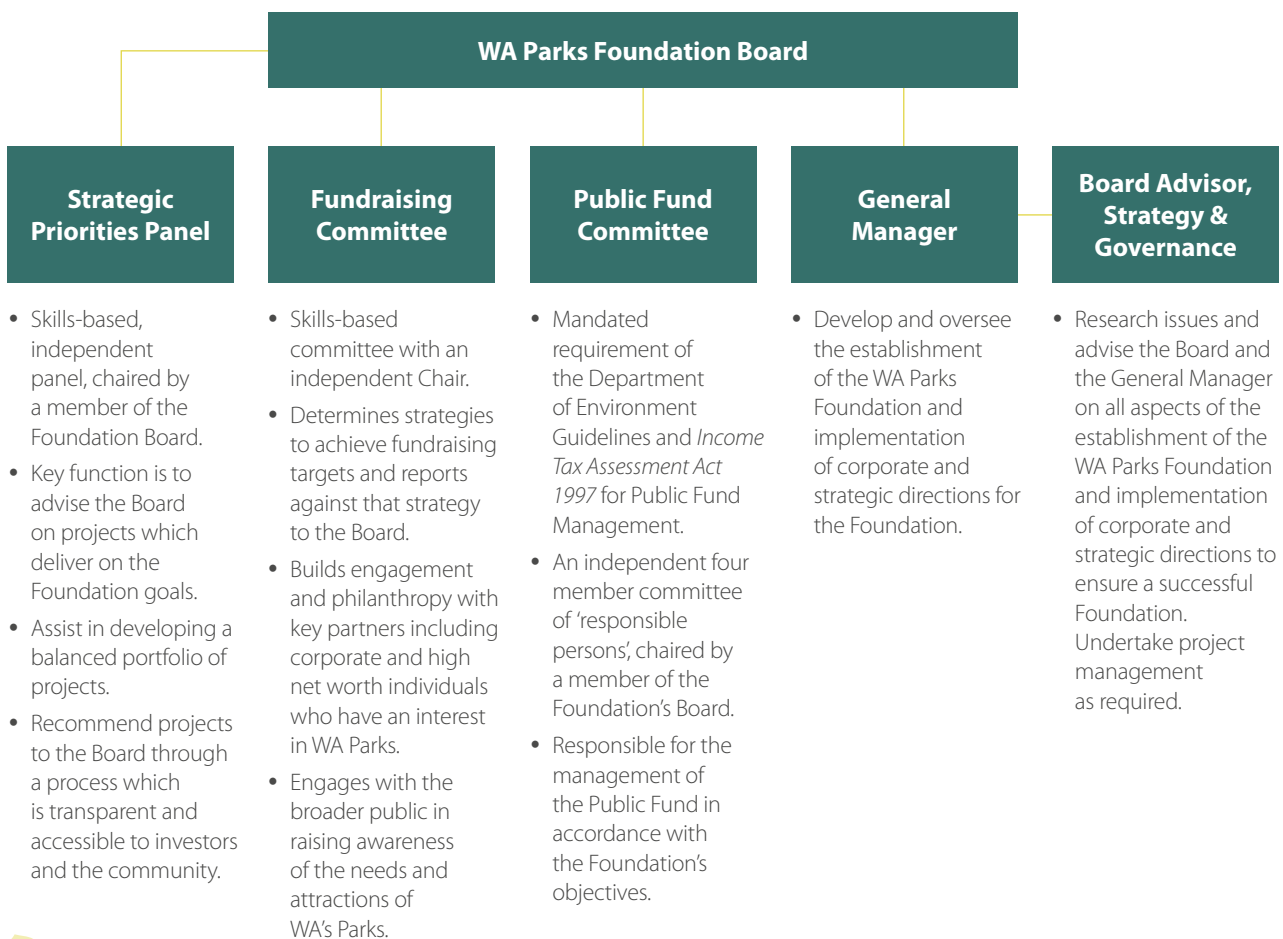 WA Parks Foundation Board
Strategic
Priorities Panel
• Skills-based,
independent
panel, chaired by
a member of the
Foundation Board.
• Key function is to
advise the Board
on projects which
deliver on the
Foundation goals.
• Assist in developing a
balanced portfolio of
projects.
• Recommend projects
to the Board through
a process which
is transparent and
accessible to investors
and the community.
Fundraising
Committee
• Skills-based
committee with an
independent Chair.
• Determines strategies
to achieve fundraising
targets and reports
against that strategy
to the Board.
• Builds engagement
and philanthropy with
key partners including
corporate and high
net worth individuals
who have an interest
in WA Parks.
• Engages with the
broader public in
raising awareness
of the needs and
attractions of
WA's Parks.
Public Fund
Committee
• Mandated
requirement of
the Department
of Environment
Guidelines and Income
Tax Assessment Act
1997 for Public Fund
Management.
• An independent four
member committee
of ‘responsible
persons’, chaired by
a member of the
Foundation's Board.
• Responsible for the
management of
the Public Fund in
accordance with
the Foundation's
objectives.
General
Manager
• Develop and oversee
the establishment
of the WA Parks
Foundation and
implementation
of corporate and
strategic directions for
the Foundation.
Board Advisor,
Strategy &
Governance
• Research issues and
advise the Board and
the General Manager
on all aspects of the
establishment of the
WA Parks Foundation
and implementation
of corporate and
strategic directions to
ensure a successful
Foundation.
Undertake project
management
as required.